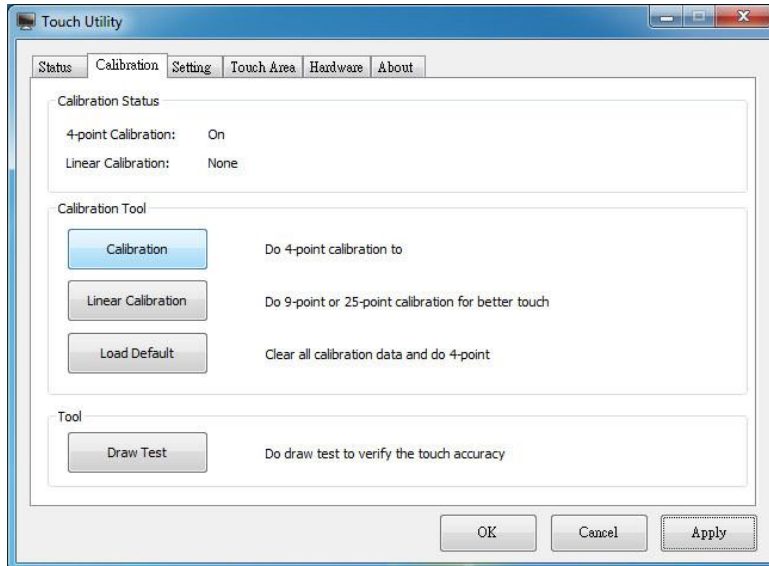 Touch Utility
Status Calibration Setting Touch Area Hardware About
Calibration Status
4-point Calibration: On
Linear Calibration: None
Calibration Tool
Calibration Do 4-point calibration to
Linear Calibration Do 9-point or 25-point calibration for better touch
Load Default Clear all calibration data and do 4-point
Tool
Draw Test Do draw test to verify the touch accuracy
OK Cancel Apply